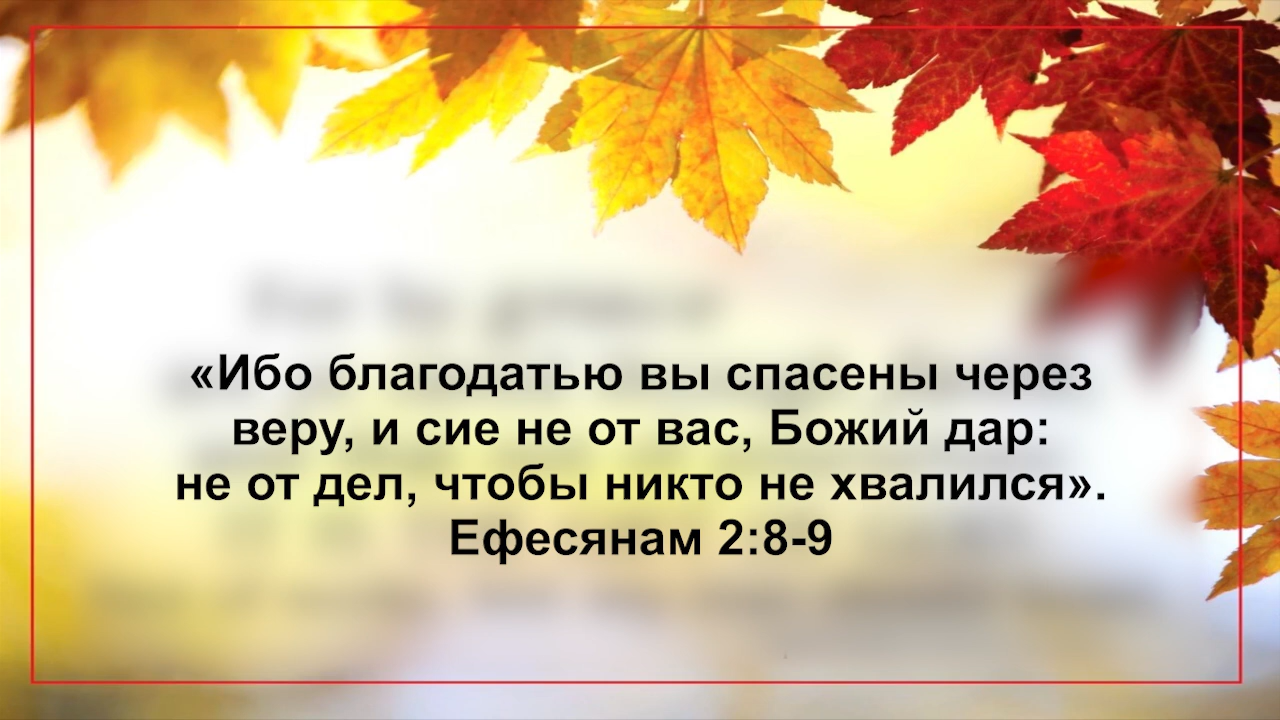 «Ибо благодатью вы спасены через
веру, и сие не от вас, Божий дар:
не от дел, чтобы никто не хвалился».
Ефесянам 2:8-9